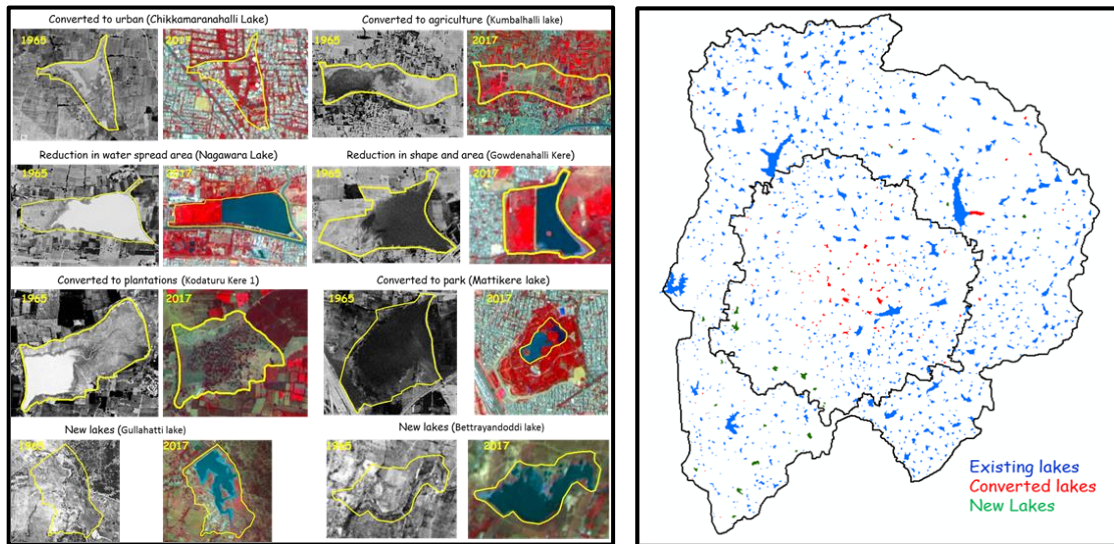 Converted to urban (Chikkamaranahalli Lake)
Converted to agriculture (Kumbalhalli lake)
1965
2017
1965
2017
Reduction in water spread area (Nagawara Lake)
Reduction in shape and area (Gowdenahalli Kere)
1965
2017
1965
2017
Converted to plantations (Kodaturu Kere 1)
Converted to park (Mattikere lake)
1965
2017
1965
2017
New lakes (Gullahatti lake)
New lakes (Bettrayandoddi lake)
1965
2017
1965
2017
Existing lakes
Converted lakes
New Lakes